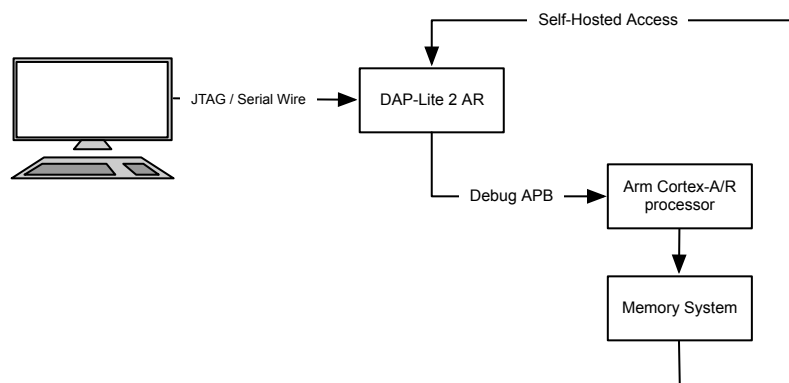 Self-Hosted Access
JTAG / Serial Wire
DAP-Lite 2 AR
Debug APB
Arm Cortex-A/R
processor
Memory System